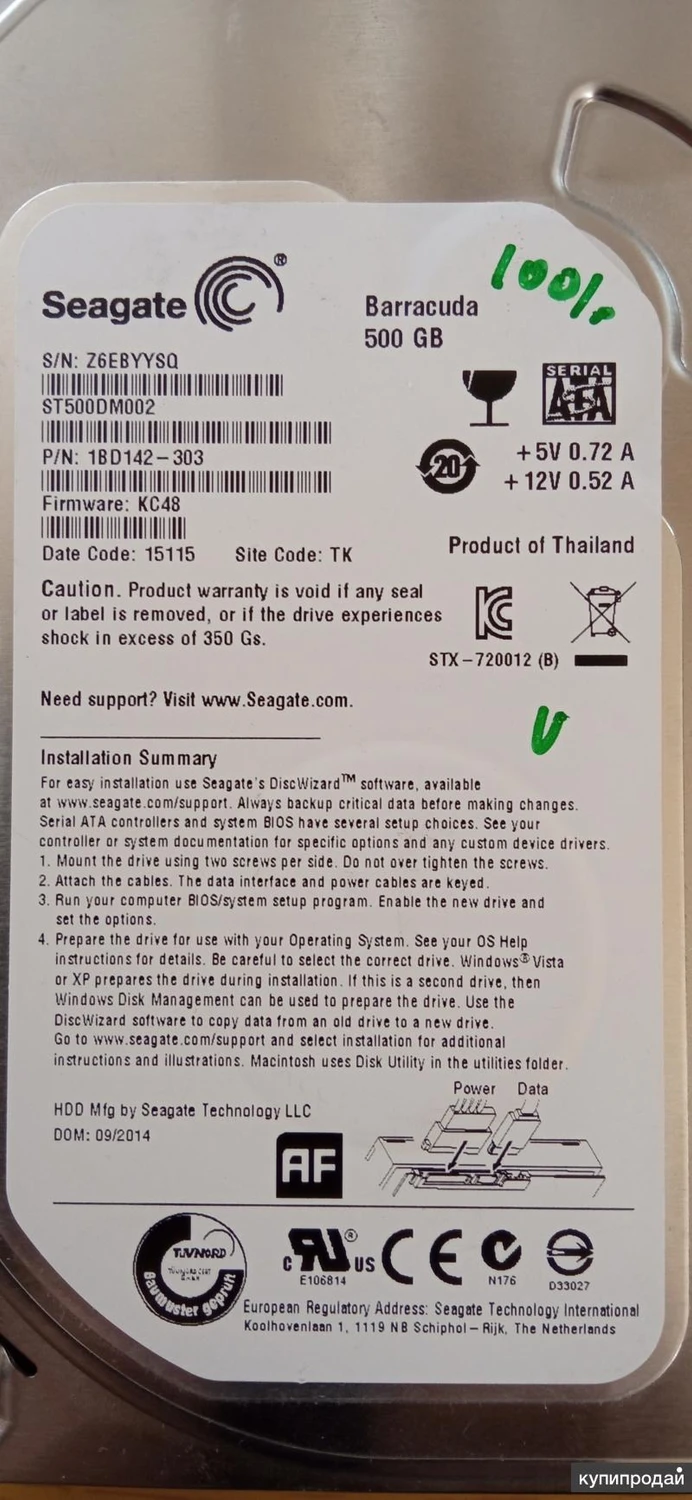 Seagate®
Barracuda
500 GB
100%
S/N: Z6EBYYSQ
ST500DM002
P/N: 1BD142-303
Firmware: KC48
Date Code: 15115 Site Code: TK
SERIAL
ATA
20
+5V 0.72 A
+12V 0.52 A
Product of Thailand
Caution. Product warranty is void if any seal
or label is removed, or if the drive experiences
shock in excess of 350 Gs.
STX-720012 (B)
Need support? Visit www.Seagate.com.
V
Installation Summary
For easy installation use Seagate's DiscWizard™ software, available
at www.seagate.com/support. Always backup critical data before making changes.
Serial ATA controllers and system BIOS have several setup choices. See your
controller or system documentation for specific options and any custom device drivers.
1. Mount the drive using two screws per side. Do not over tighten the screws.
2. Attach the cables. The data interface and power cables are keyed.
3. Run your computer BIOS/system setup program. Enable the new drive and
set the options.
4. Prepare the drive for use with your Operating System. See your OS Help
instructions for details. Be careful to select the correct drive. Windows® Vista
or XP prepares the drive during installation. If this is a second drive, then
Windows Disk Management can be used to prepare the drive. Use the
DiscWizard software to copy data from an old drive to a new drive.
Go to www.seagate.com/support and select installation for additional
instructions and illustrations. Macintosh uses Disk Utility in the utilities folder.
Power Data
HDD Mfg by Seagate Technology LLC
DOM: 09/2014
AF
TÜVNORD
Baumuster geprüft
c RU® US
E106814
CE
N176
D33027
European Regulatory Address: Seagate Technology International
Koolhovenlaan 1, 1119 NB Schiphol-Rijk, The Netherlands
купипродай